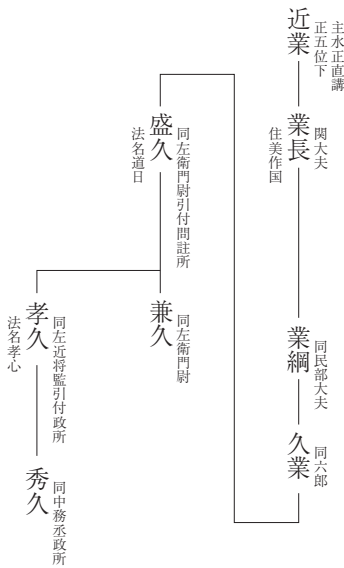 主水正直講
正五位下
近業
関大夫
業長
住美作国
同民部大夫
業綱
同六郎
久業
同左衛門尉引付問註所
盛久
法名道日
同左衛門尉
兼久
同左近将監引付政所
孝久
法名孝心
同中務丞政所
秀久